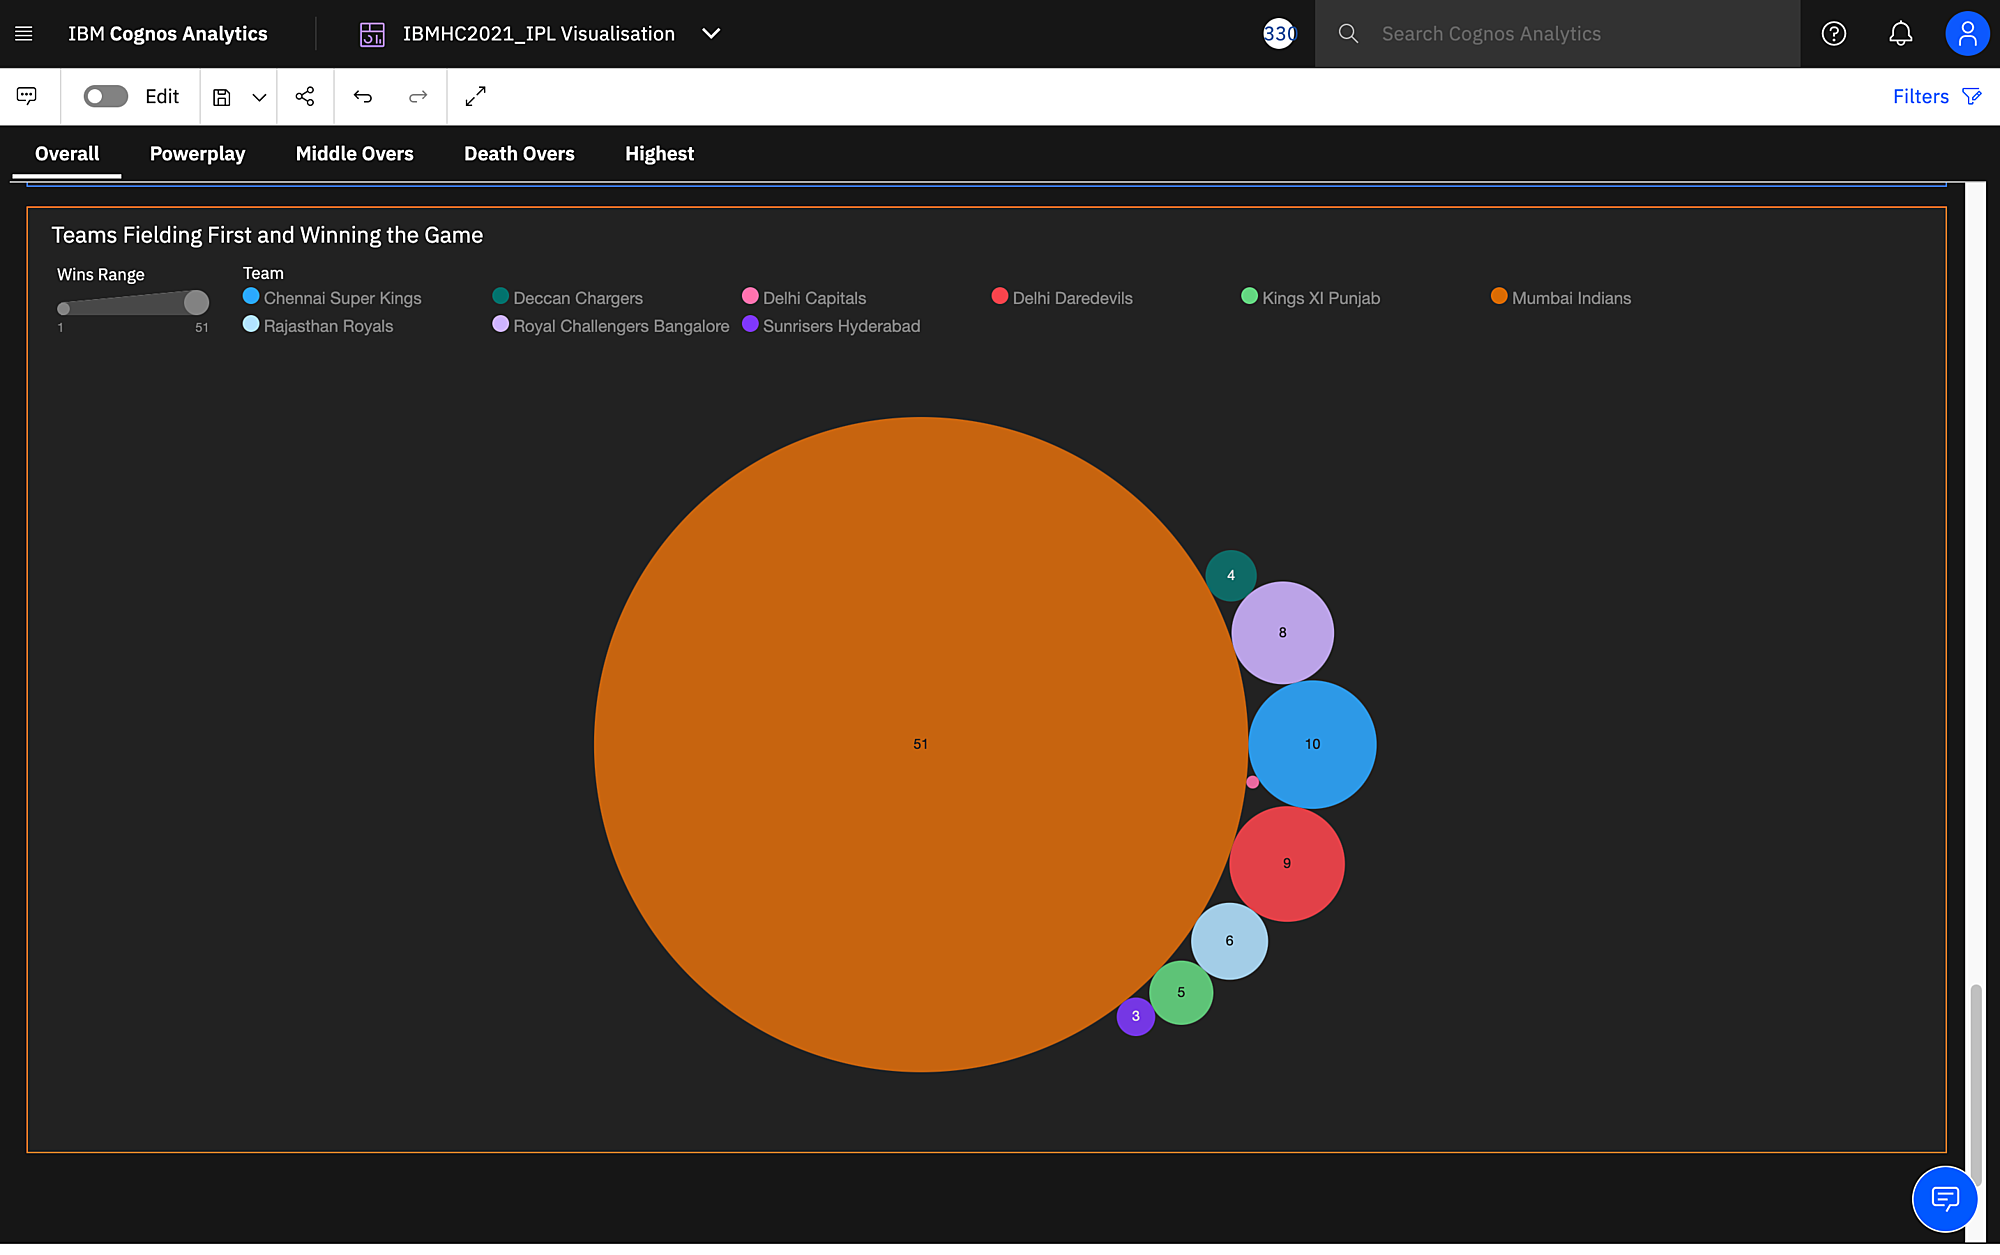 IBM Cognos Analytics
IBMHC2021_IPL Visualisation
330
Search Cognos Analytics
Edit
Filters
Overall
Powerplay
Middle Overs
Death Overs
Highest
Teams Fielding First and Winning the Game
Wins Range
1
51
Team
Chennai Super Kings
Deccan Chargers
Delhi Capitals
Delhi Daredevils
Kings XI Punjab
Mumbai Indians
Rajasthan Royals
Royal Challengers Bangalore
Sunrisers Hyderabad
4
8
51
10
9
6
5
3